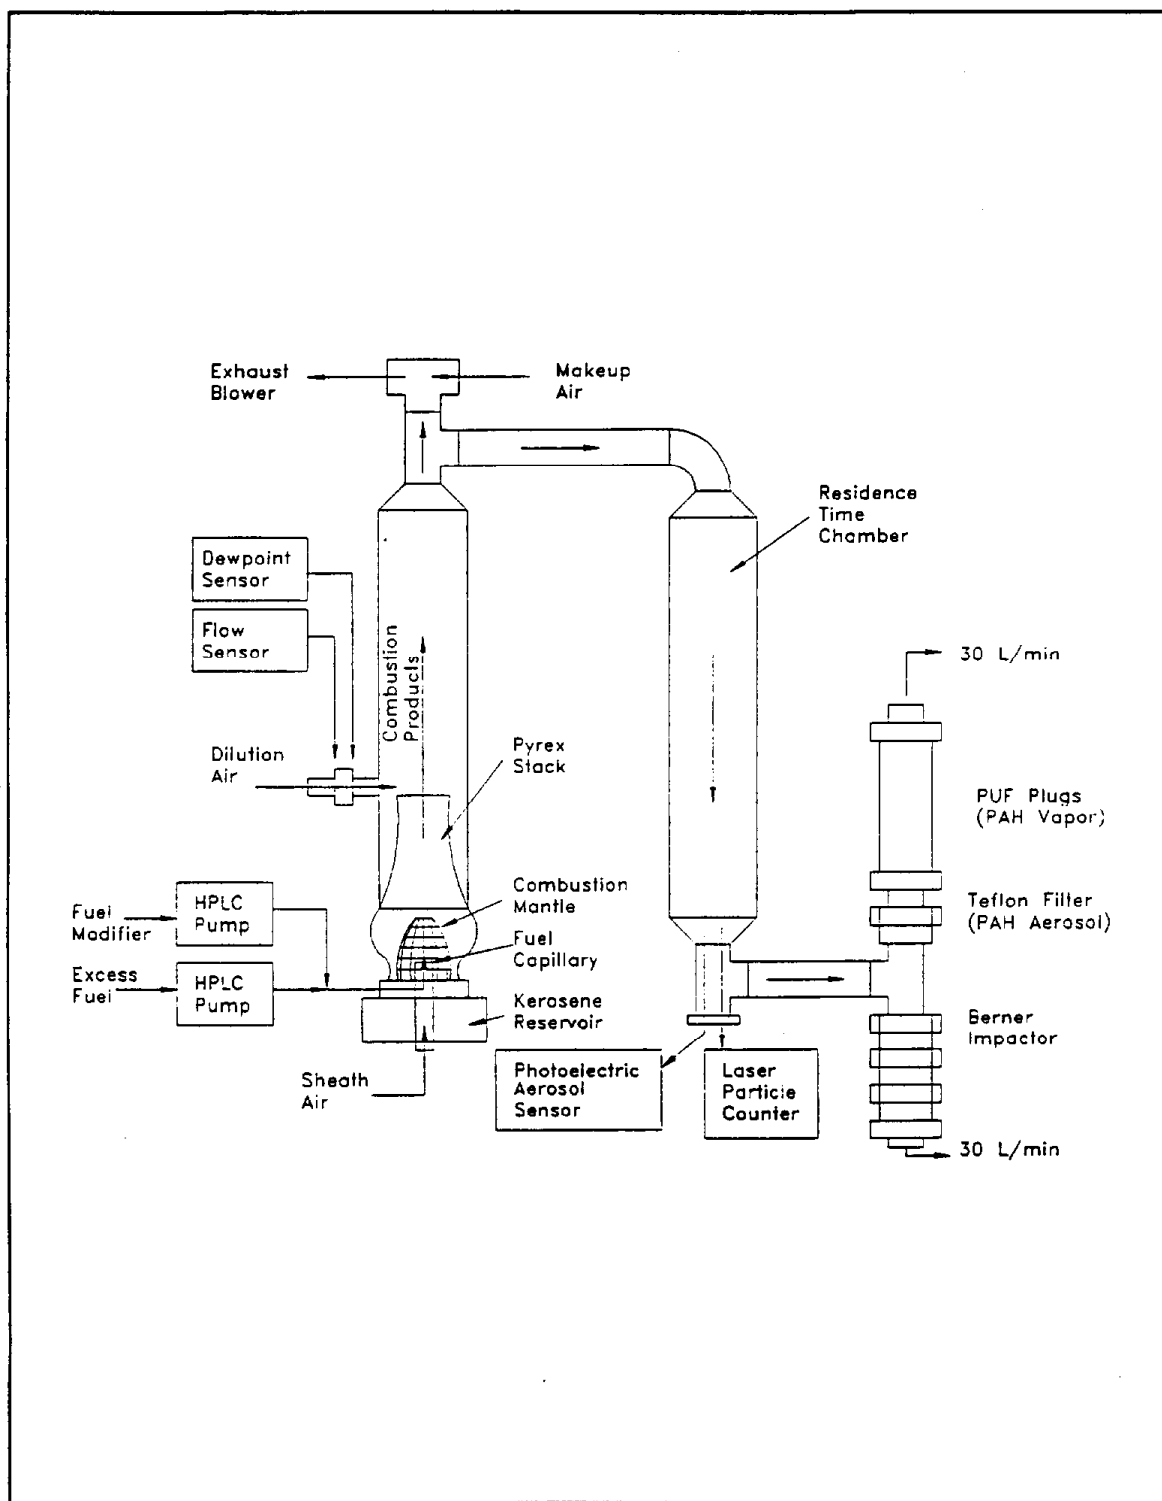 Exhaust
Blower
Makeup
Air
Residence
Time
Chamber
Dewpoint
Sensor
Flow
Sensor
Combustion
Products
30 L/min
Dilution
Air
Pyrex
Stack
PUF Plugs
(PAH Vapor)
Combustion
Mantle
Teflon Filter
(PAH Aerosol)
Fuel
Modifier
HPLC
Pump
Fuel
Capillary
Excess
Fuel
HPLC
Pump
Kerosene
Reservoir
Berner
Impactor
Sheath
Air
Photoelectric
Aerosol
Sensor
Laser
Particle
Counter
30 L/min